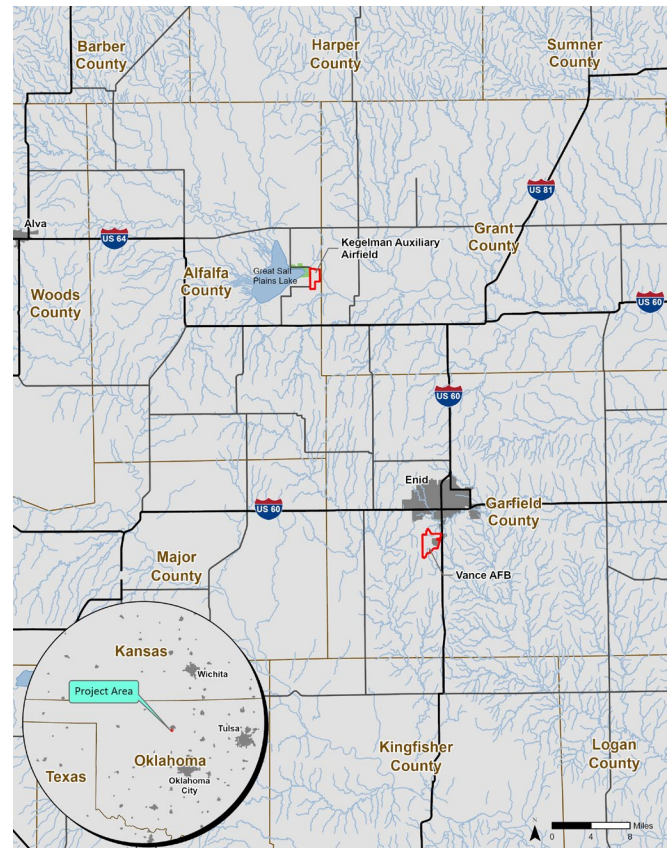 Barber
County
Harper
County
Sumner
County
US 81
Alva
US 64
Grant
County
Kegelman Auxiliary
Airfield
Great Salt
Plains Lake
Alfalfa
County
Woods
County
US 60
US 60
Enid
US 60
Garfield
County
Major
County
Vance AFB
Kansas
Wichita
Project Area
Tulsa
Oklahoma
Oklahoma
City
Texas
Kingfisher
County
Logan
County
N
Miles
0 4 8